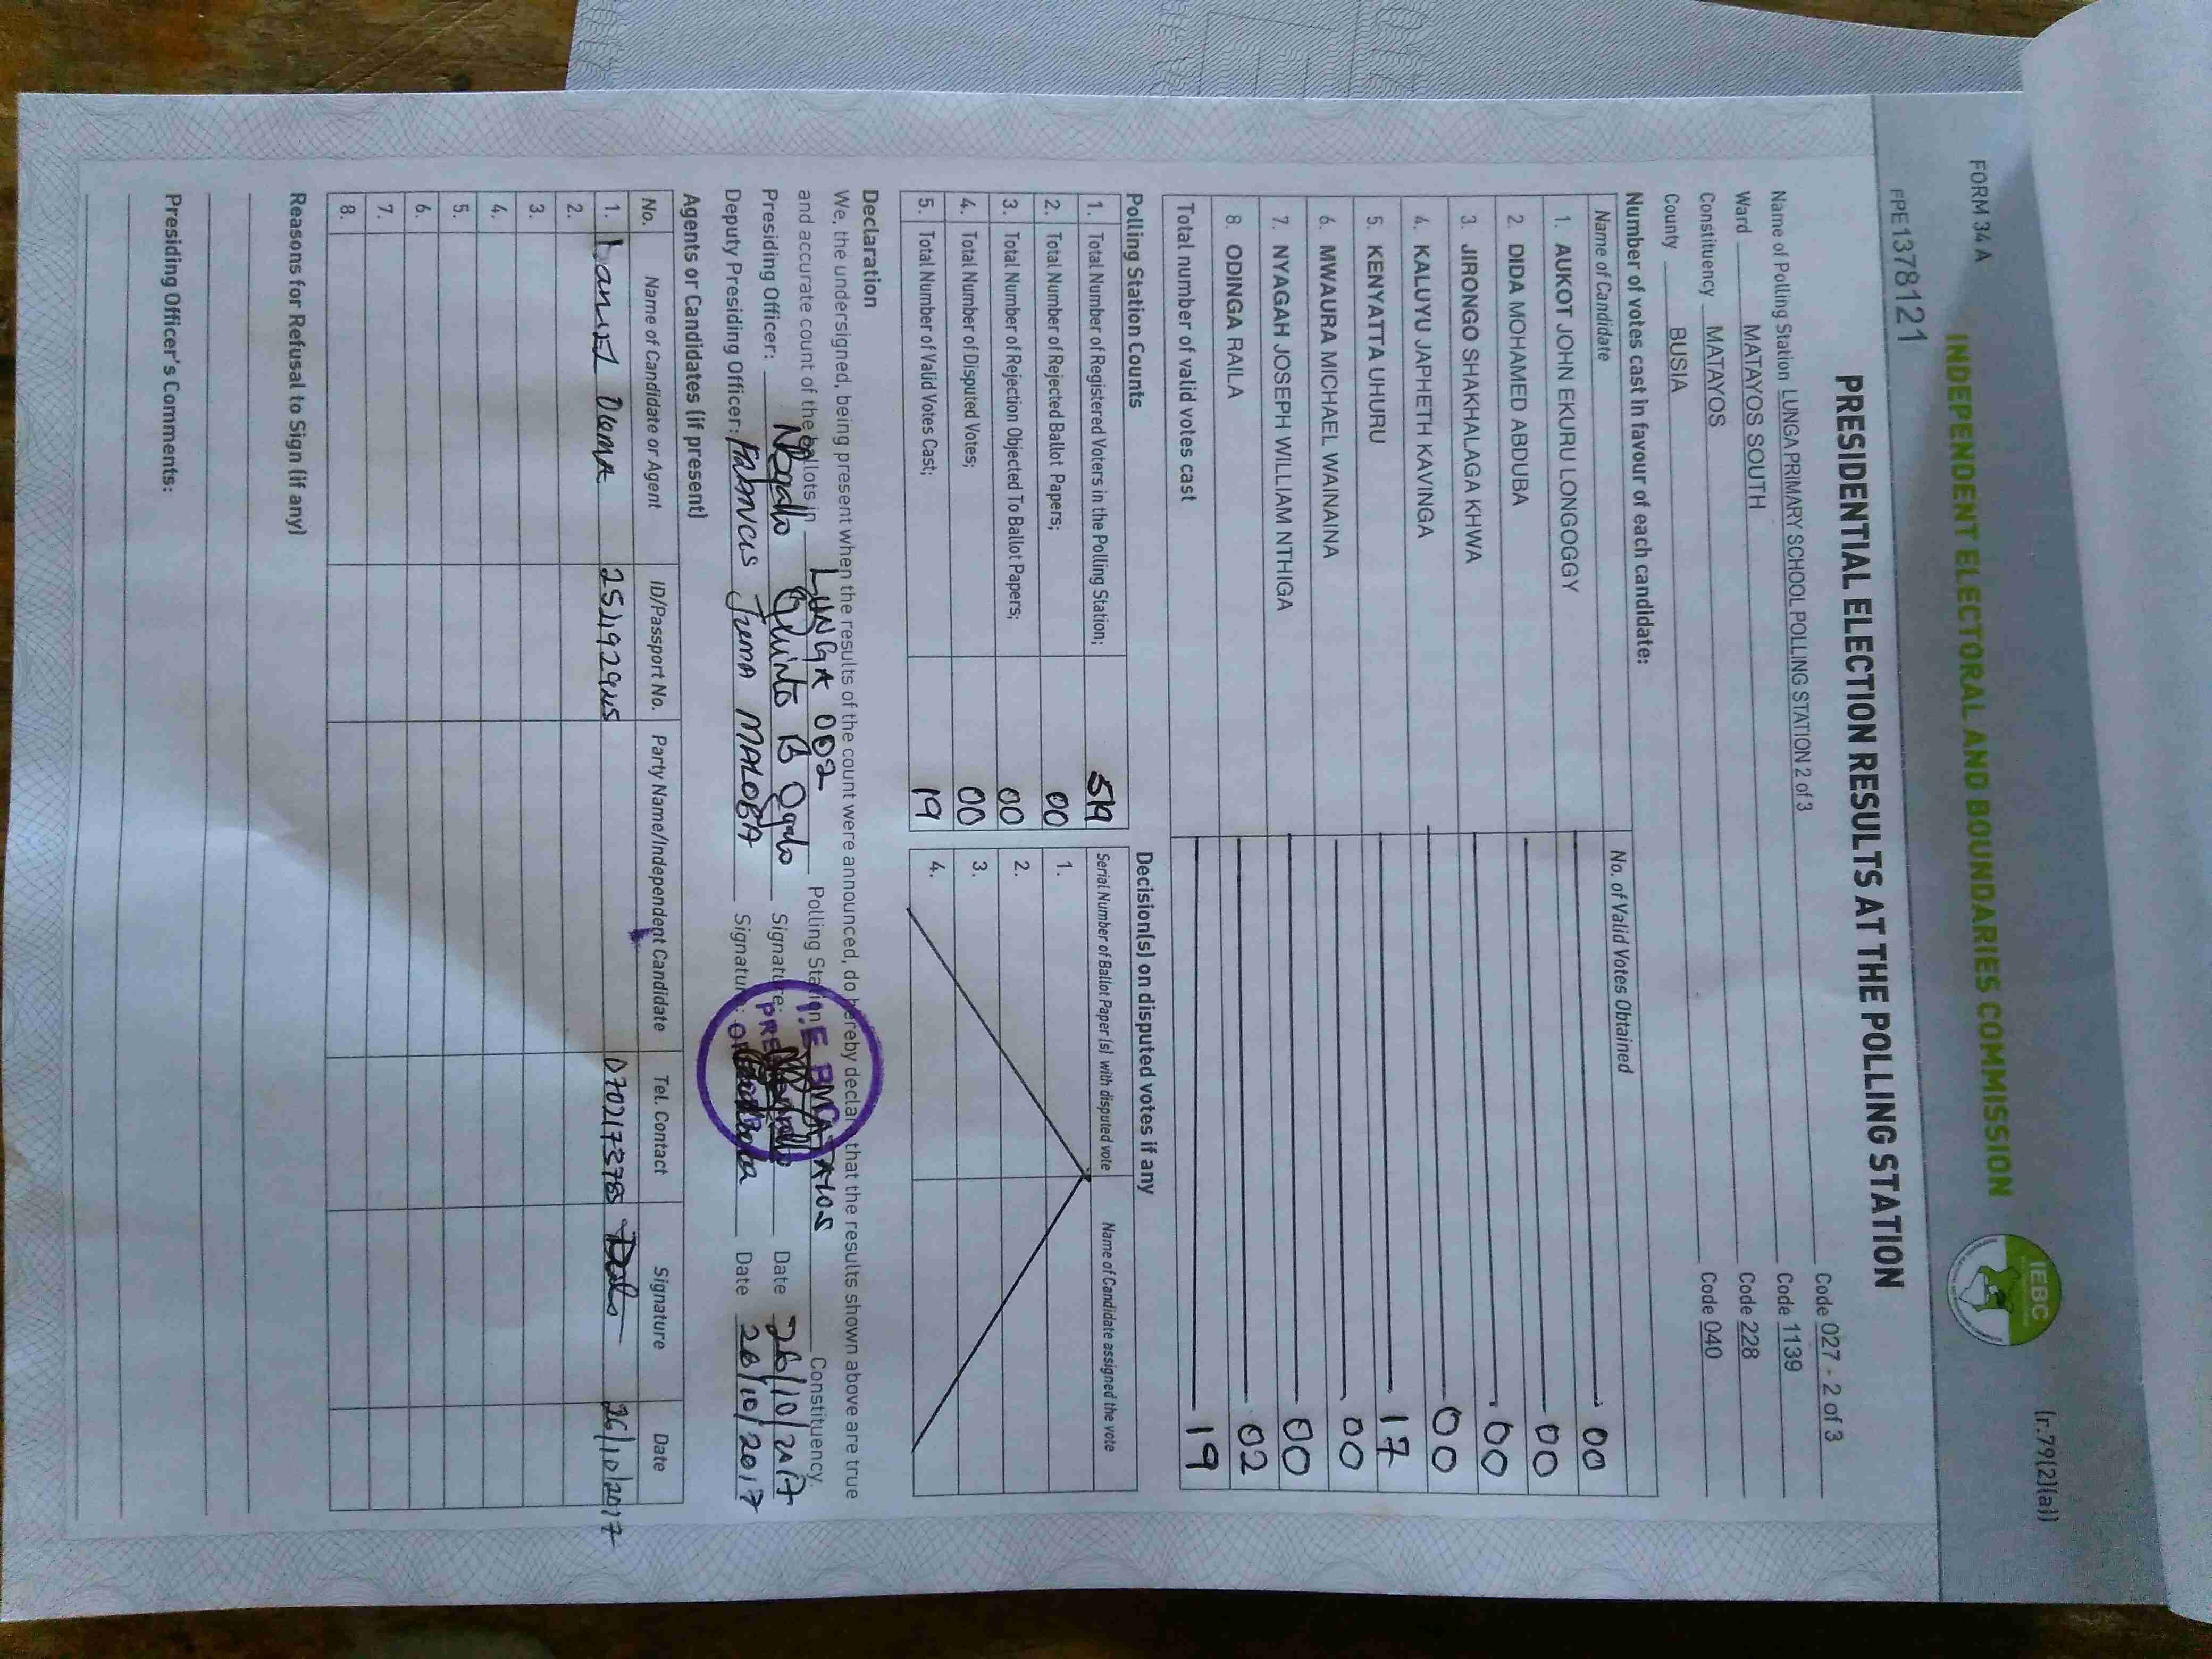 FORM 34 A
(r.79(2)(a))
INDEPENDENT ELECTORAL AND BOUNDARIES COMMISSION
IEBC
FPE1378121
PRESIDENTIAL ELECTION RESULTS AT THE POLLING STATION
Name of Polling Station LUNGA PRIMARY SCHOOL POLLING STATION 2 of 3 Code 027 - 2 of 3
Ward MATAYOS SOUTH Code 1139
Constituency MATAYOS Code 228
County BUSIA Code 040
Number of votes cast in favour of each candidate:
Name of Candidate No. of Valid Votes Obtained
1. AUKOT JOHN EKURU LONGOGGY 00
2. DIDA MOHAMED ABDUBA 00
3. JIRONGO SHAKHALAGA KHWA 00
4. KALUYU JAPHETH KAVINGA 00
5. KENYATTA UHURU 17
6. MWAURA MICHAEL WAINAINA 00
7. NYAGAH JOSEPH WILLIAM NTHIGA 00
8. ODINGA RAILA 02
Total number of valid votes cast 19
Polling Station Counts
1. Total Number of Registered Voters in the Polling Station;
2. Total Number of Rejected Ballot Papers; 00
3. Total Number of Rejection Objected To Ballot Papers; 00
4. Total Number of Disputed Votes; 00
5. Total Number of Valid Votes Cast; 19
Decision(s) on disputed votes if any
Serial Number of Ballot Paper (s) with disputed vote Name of Candidate assigned the vote
1.
2.
3.
4.
Declaration
We, the undersigned, being present when the results of the count were announced, do hereby declare that the results shown above are true
and accurate count of the ballots in LUNGA 002 Polling Station MATAYOS Constituency.
Presiding Officer: B Ogalo Signature: Date 26/10/2017
Deputy Presiding Officer: FRANCIS JUMA MALOBA Signature: Date 26/10/2017
Agents or Candidates (if present)
No. Name of Candidate or Agent ID/Passport No. Party Name/Independent Candidate Tel. Contact Signature Date
1. 0702173785 26/10/2017
2.
3.
4.
5.
6.
7.
8.
Reasons for Refusal to Sign (if any)
Presiding Officer's Comments: